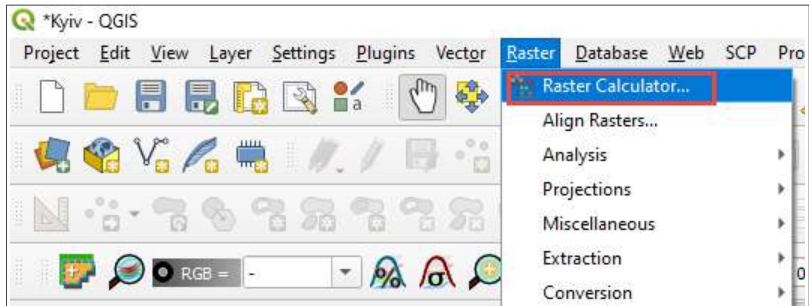 *Kyiv - QGIS
Project Edit View Layer Settings Plugins Vector Raster Database Web SCP Pro
Raster Calculator...
a
Align Rasters...
Analysis
Projections
Miscellaneous
Extraction
RGB = -
% σ
0
Conversion